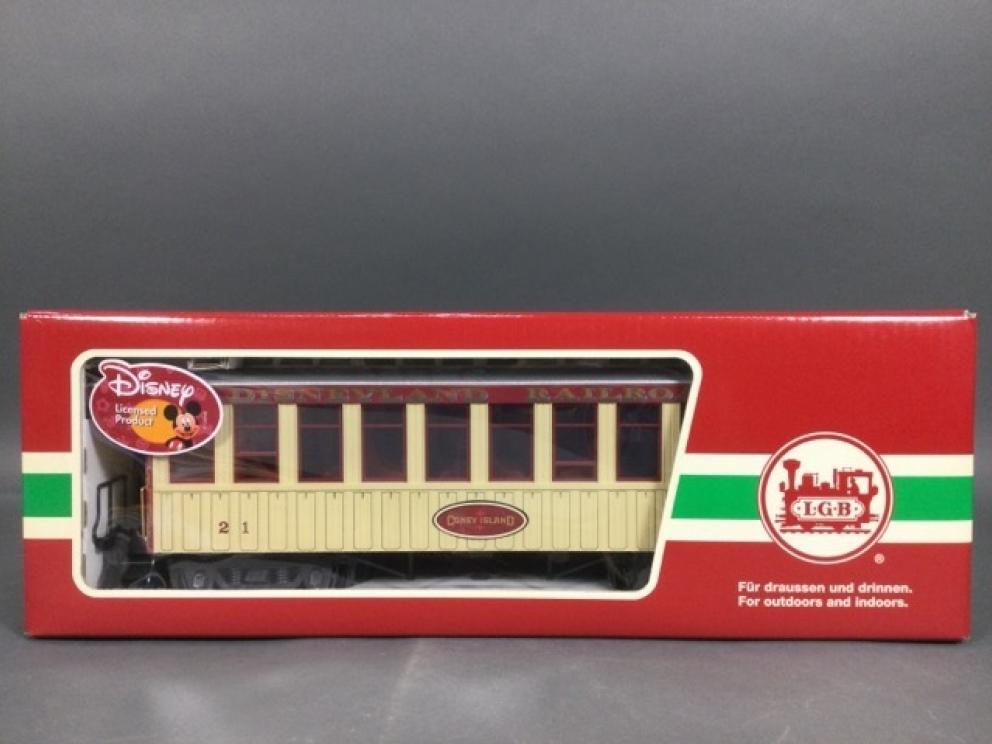 Disney
Licensed
Product
DISNEYLAND RAILRO
21
CONEY ISLAND
L·G·B
®
Für draussen und drinnen.
For outdoors and indoors.